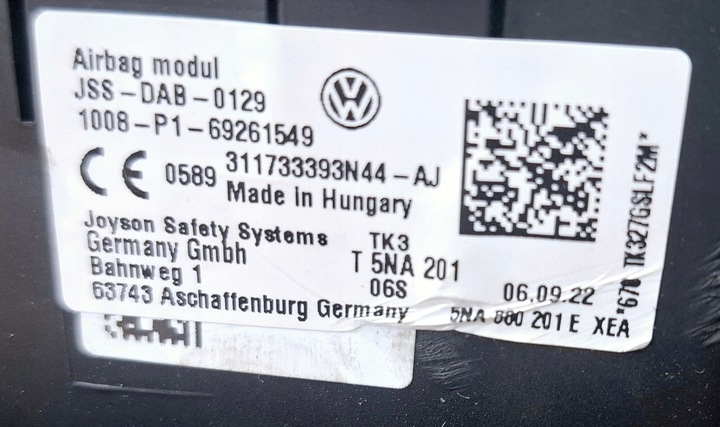 Airbag modul
JSS-DAB-0129
1008-P1-69261549
CE 0589 311733393N44-AJ
Made in Hungary
Joyson Safety Systems
Germany Gmbh
Bahnweg 1
63743 Aschaffenburg Germany
TK3
T 5NA 201
06S
06.09.22
5NA 880 201 E XEA